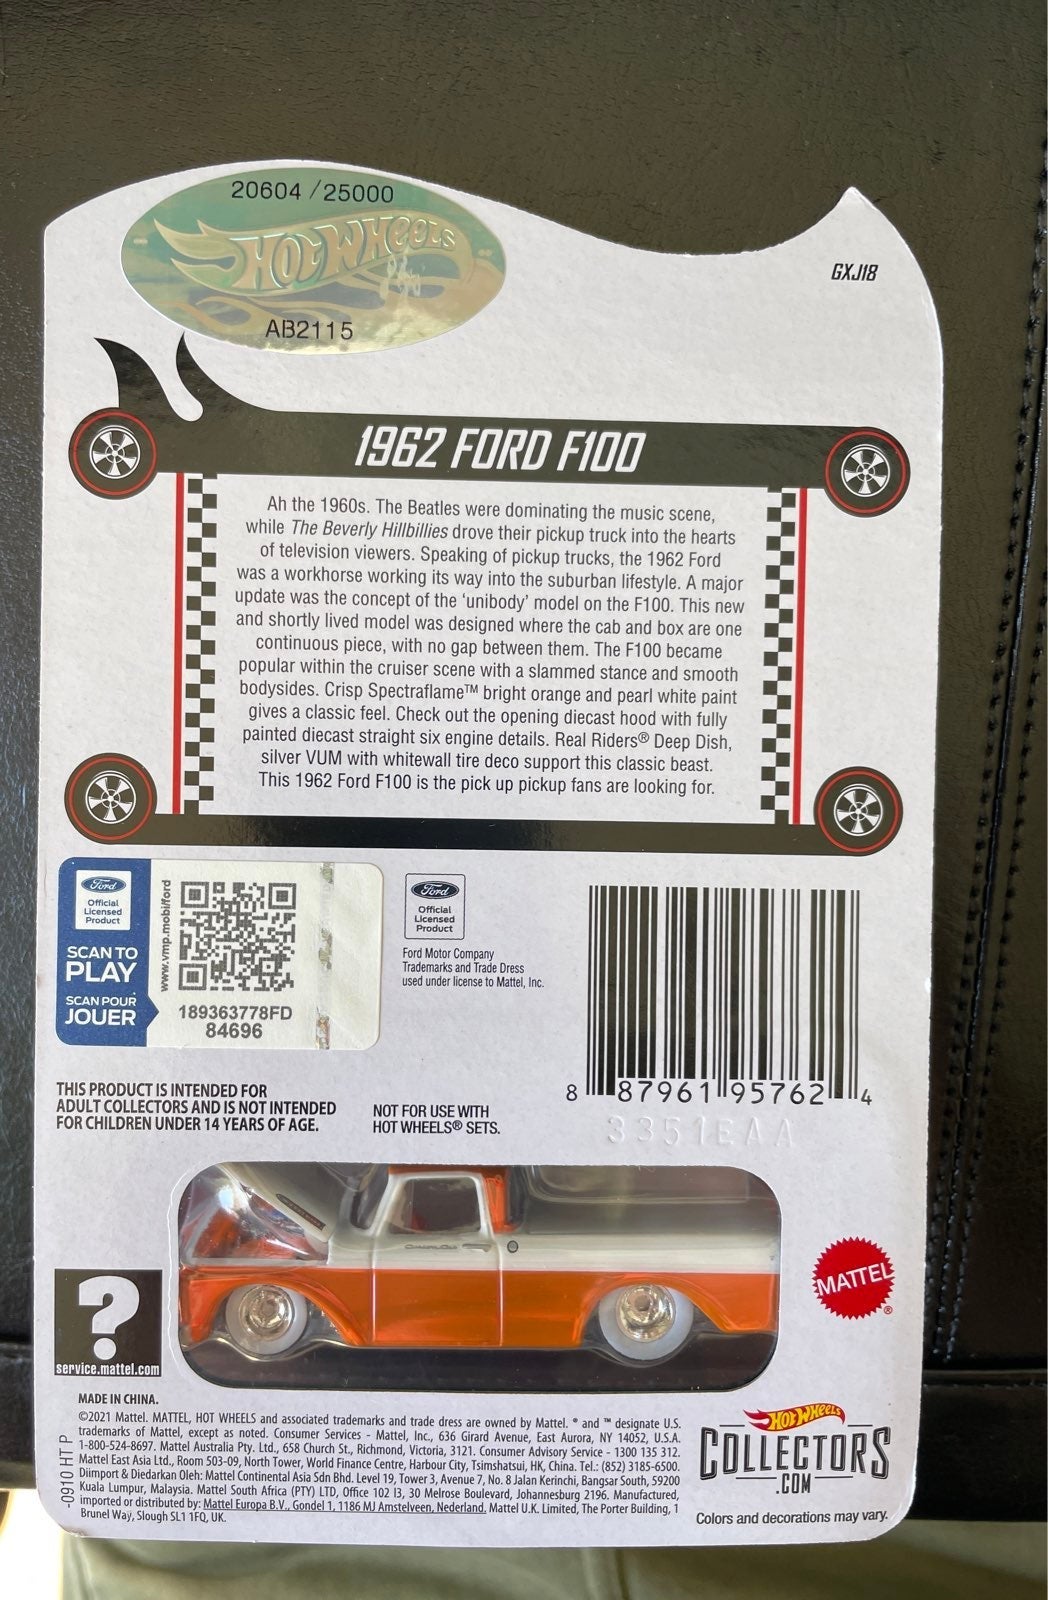 20604 / 25000
HOT WHEELS
AB2115
GXJ18
1962 FORD F100
Ah the 1960s. The Beatles were dominating the music scene,
while The Beverly Hillbillies drove their pickup truck into the hearts
of television viewers. Speaking of pickup trucks, the 1962 Ford
was a workhorse working its way into the suburban lifestyle. A major
update was the concept of the 'unibody' model on the F100. This new
and shortly lived model was designed where the cab and box are one
continuous piece, with no gap between them. The F100 became
popular within the cruiser scene with a slammed stance and smooth
bodysides. Crisp Spectraflame™ bright orange and pearl white paint
gives a classic feel. Check out the opening diecast hood with fully
painted diecast straight six engine details. Real Riders® Deep Dish,
silver VUM with whitewall tire deco support this classic beast.
This 1962 Ford F100 is the pick up pickup fans are looking for.
Ford
Official
Licensed
Product
SCAN TO
PLAY
SCAN POUR
JOUER
www.vmp.mobi/ford
189363778FD
84696
Ford
Official
Licensed
Product
Ford Motor Company
Trademarks and Trade Dress
used under license to Mattel, Inc.
8 87961 95762 4
3351EAA
THIS PRODUCT IS INTENDED FOR
ADULT COLLECTORS AND IS NOT INTENDED
FOR CHILDREN UNDER 14 YEARS OF AGE.
NOT FOR USE WITH
HOT WHEELS® SETS.
Custom Cab
?
service.mattel.com
MATTEL
®
MADE IN CHINA.
©2021 Mattel. MATTEL, HOT WHEELS and associated trademarks and trade dress are owned by Mattel. ® and ™ designate U.S.
trademarks of Mattel, except as noted. Consumer Services - Mattel, Inc., 636 Girard Avenue, East Aurora, NY 14052, U.S.A.
1-800-524-8697. Mattel Australia Pty. Ltd., 658 Church St., Richmond, Victoria, 3121. Consumer Advisory Service - 1300 135 312.
Mattel East Asia Ltd., Room 503-09, North Tower, World Finance Centre, Harbour City, Tsimshatsui, HK, China. Tel.: (852) 3185-6500.
Diimport & Diedarkan Oleh: Mattel Continental Asia Sdn Bhd. Level 19, Tower 3, Avenue 7, No. 8 Jalan Kerinchi, Bangsar South, 59200
Kuala Lumpur, Malaysia. Mattel South Africa (PTY) LTD, Office 102 I3, 30 Melrose Boulevard, Johannesburg 2196. Manufactured,
imported or distributed by: Mattel Europa B.V., Gondel 1, 1186 MJ Amstelveen, Nederland. Mattel U.K. Limited, The Porter Building, 1
Brunel Way, Slough SL1 1FQ, UK.
-0910 HT P
HOT WHEELS
COLLECTORS
.COM
Colors and decorations may vary.